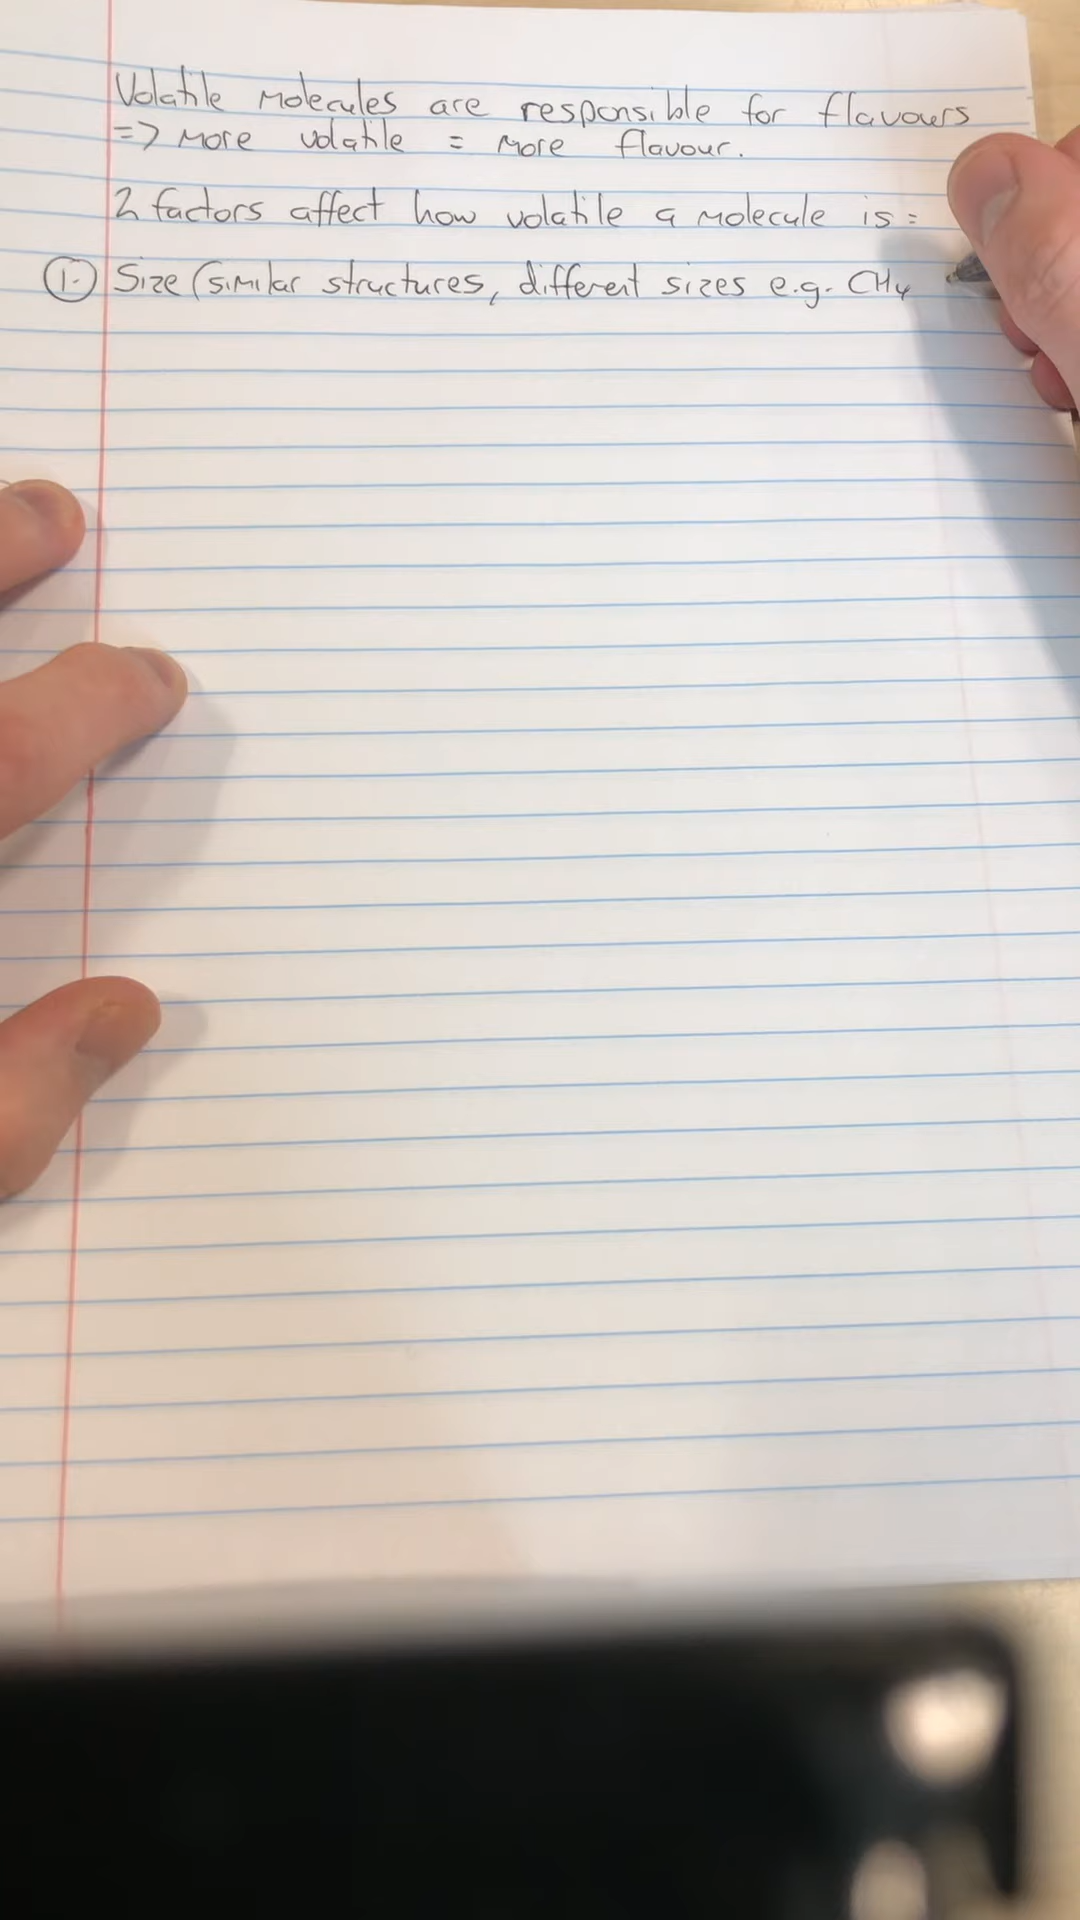 Volatile molecules are responsible for flavours
=> More volatile = more flavour.
2 factors affect how volatile a molecule is:
1. Size (similar structures, different sizes e.g. CH4